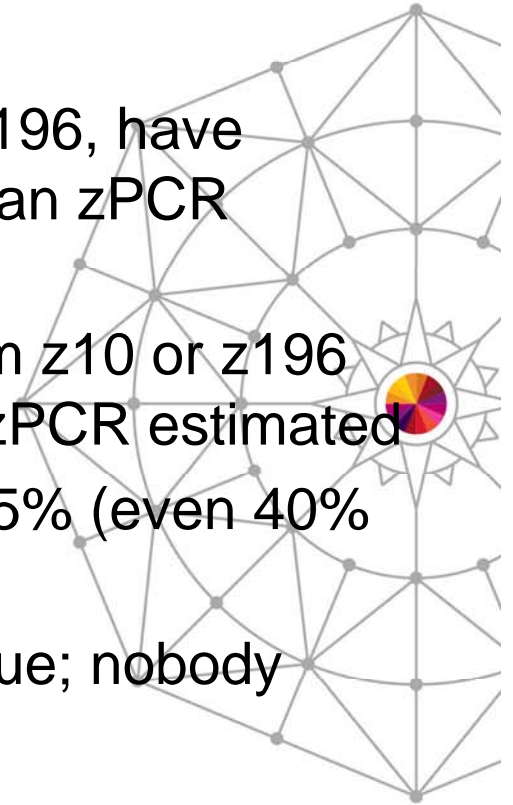 196, have
an zPCR
z10 or z196
zPCR estimated
5% (even 40%
ue; nobody